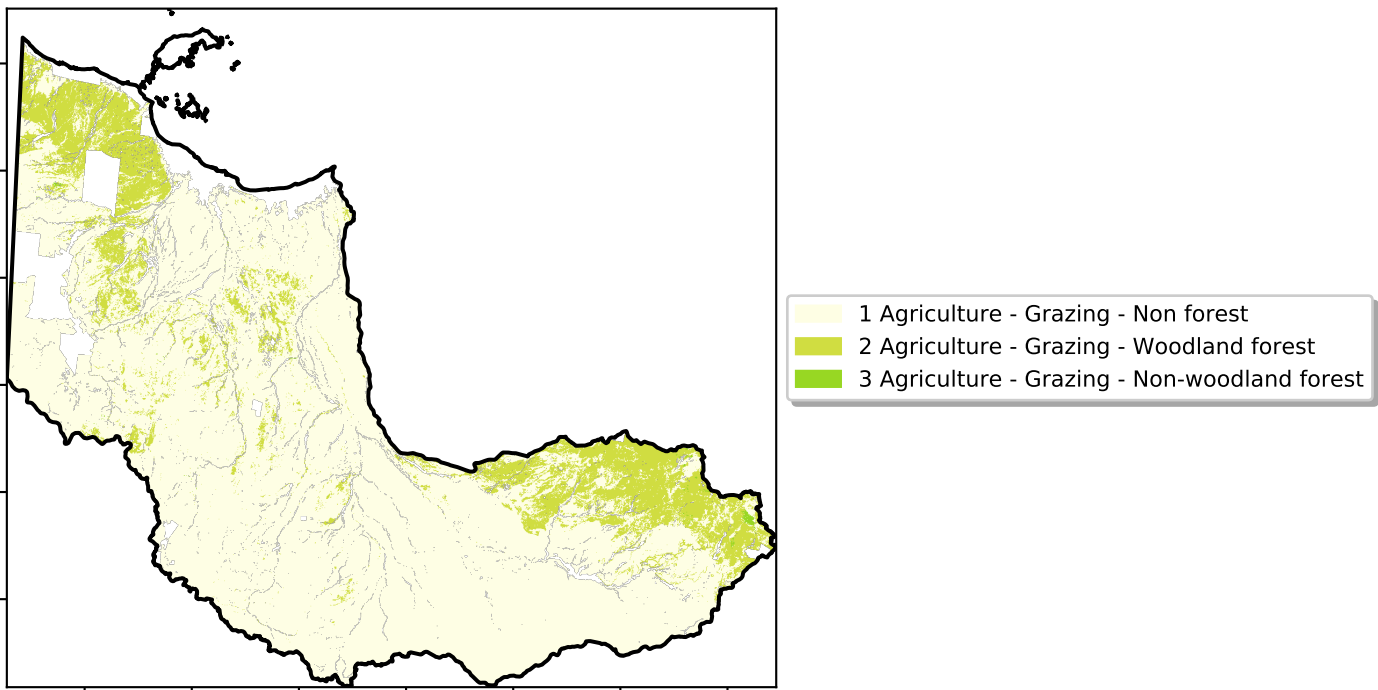 1 Agriculture - Grazing - Non forest
2 Agriculture - Grazing - Woodland forest
3 Agriculture - Grazing - Non-woodland forest